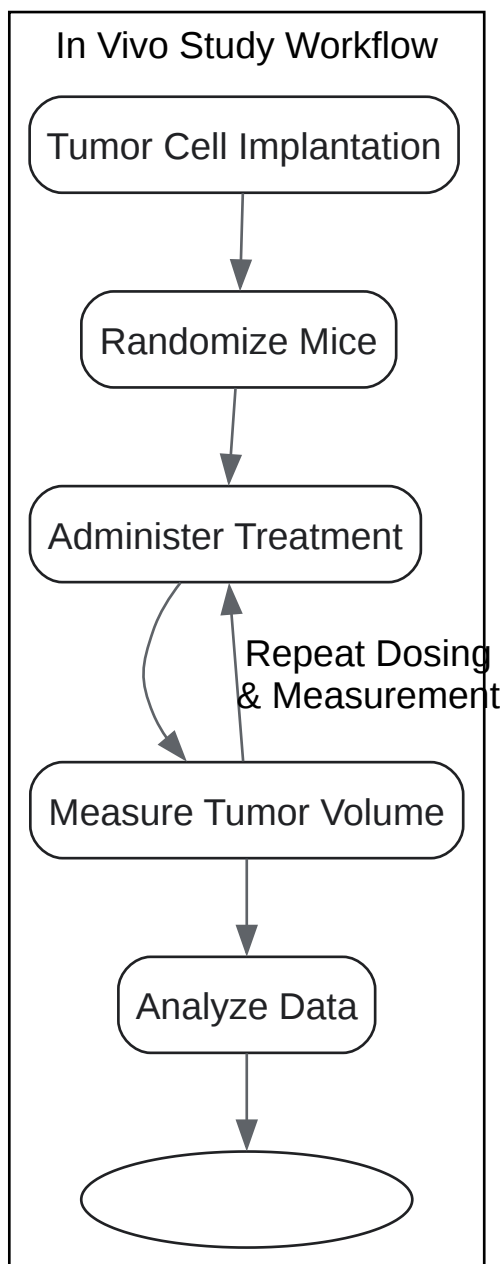 In Vivo Study Workflow
Tumor Cell Implantation
Randomize Mice
Administer Treatment
Repeat Dosing
& Measurement
Measure Tumor Volume
Analyze Data